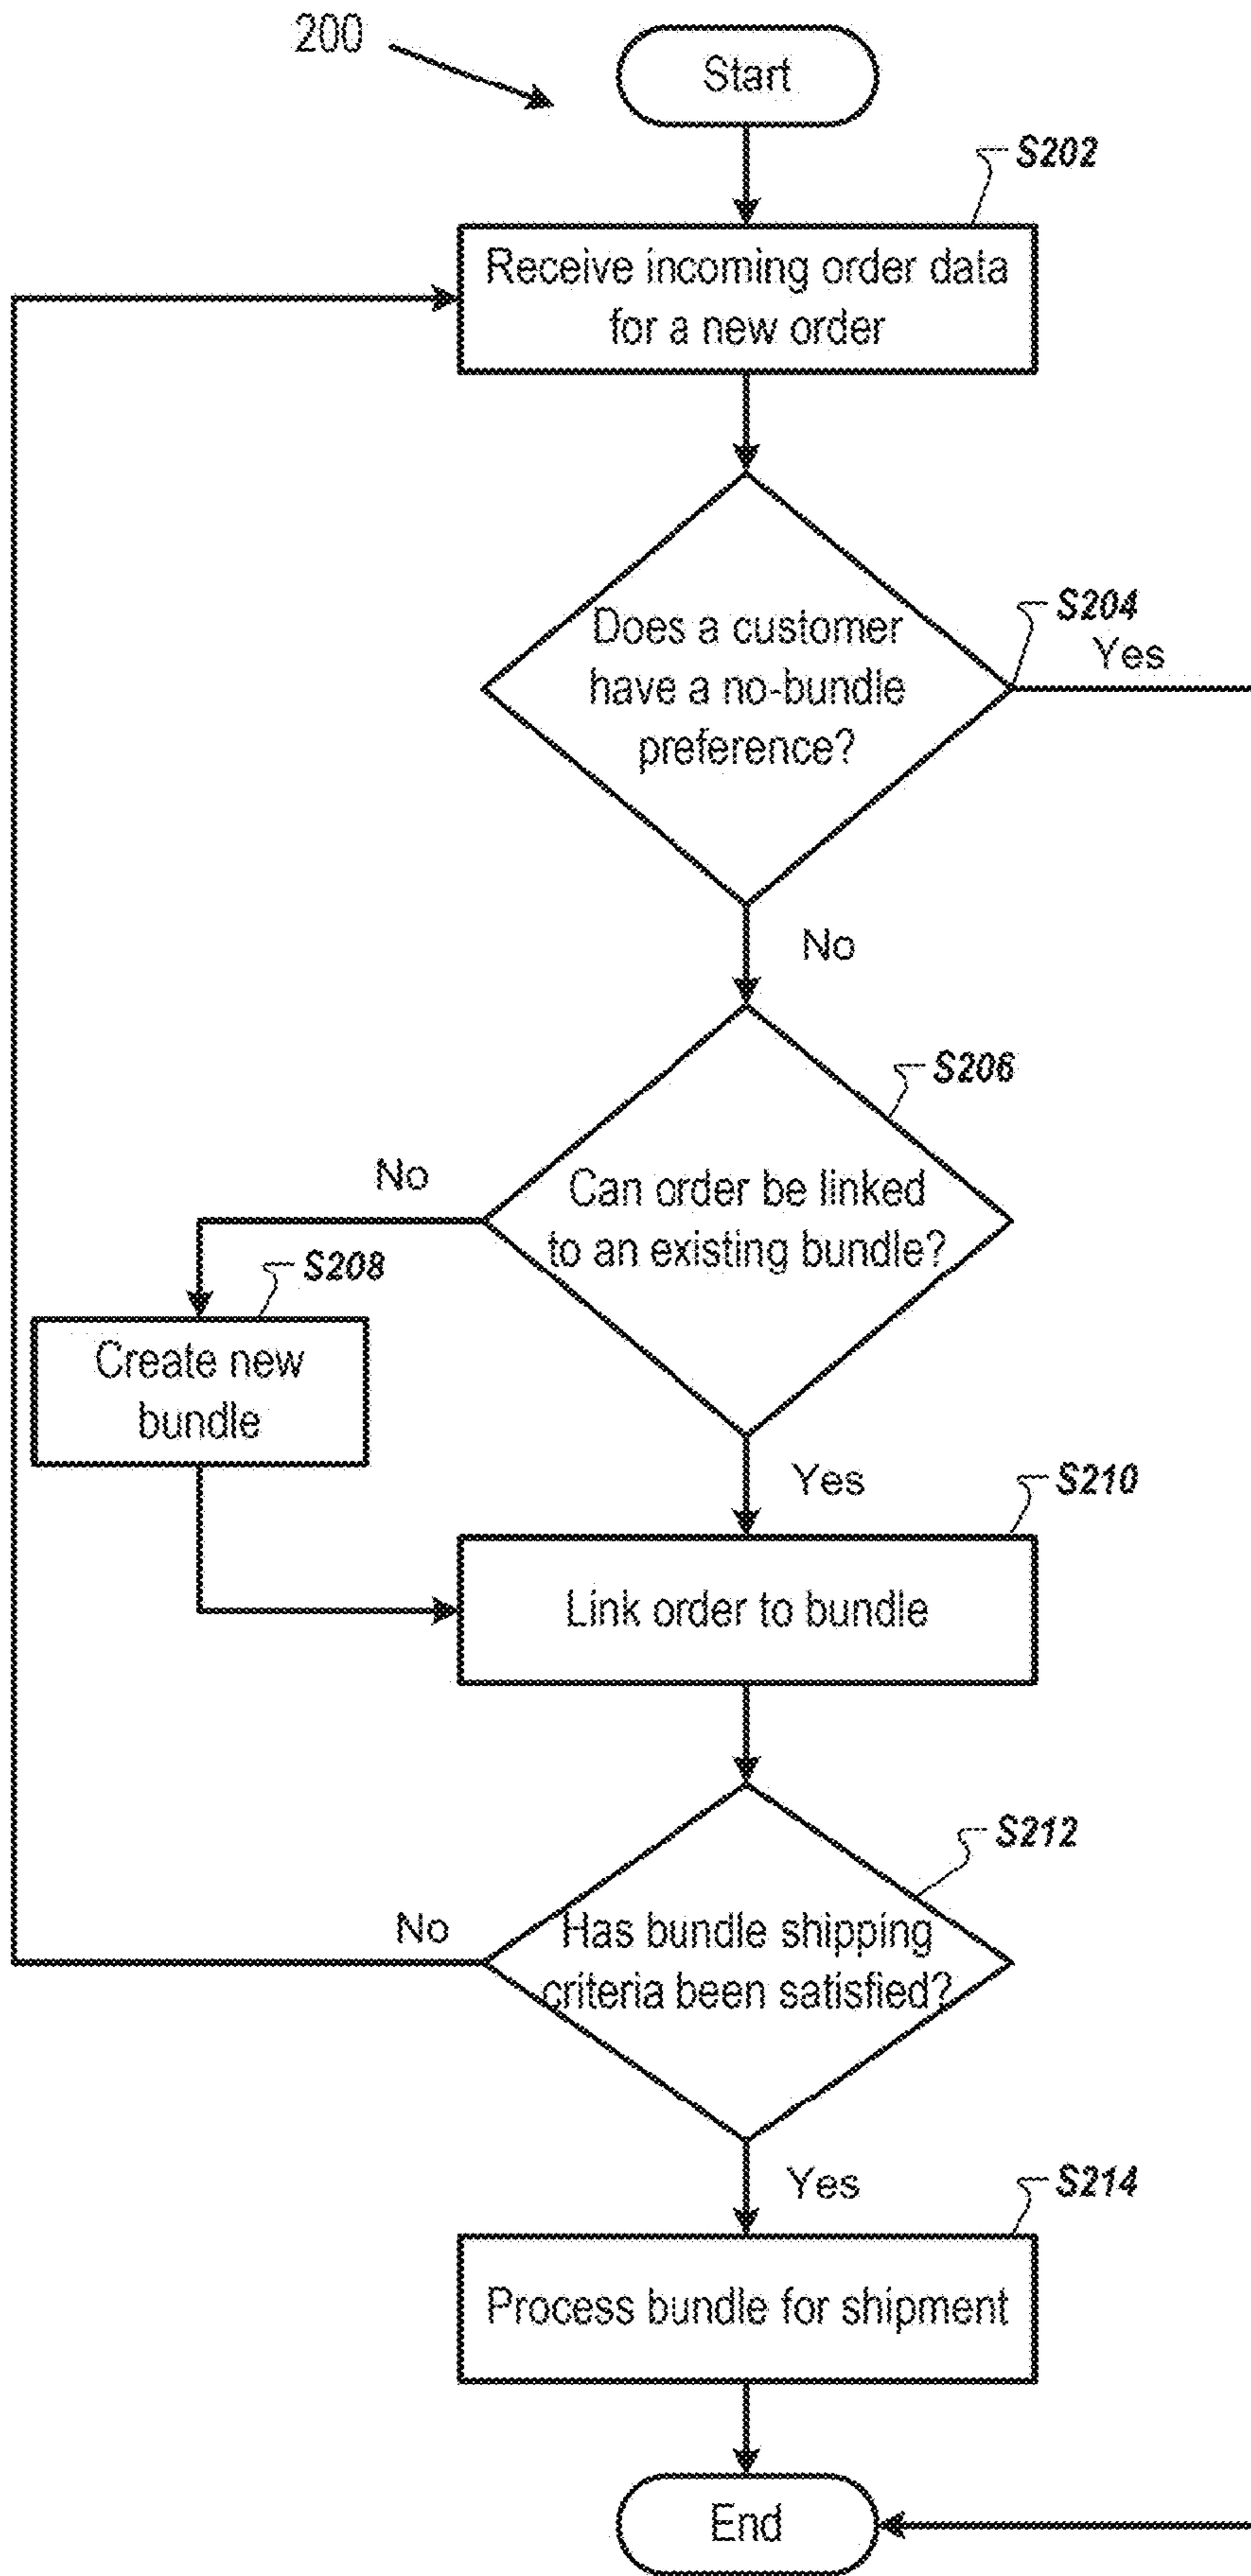 200
Start
S202
Receive incoming order data
for a new order
S204
Does a customer
have a no-bundle
preference?
Yes
No
S206
Can order be linked
to an existing bundle?
No
S208
Create new
bundle
Yes
S210
Link order to bundle
S212
Has bundle shipping
criteria been satisfied?
No
Yes
S214
Process bundle for shipment
End